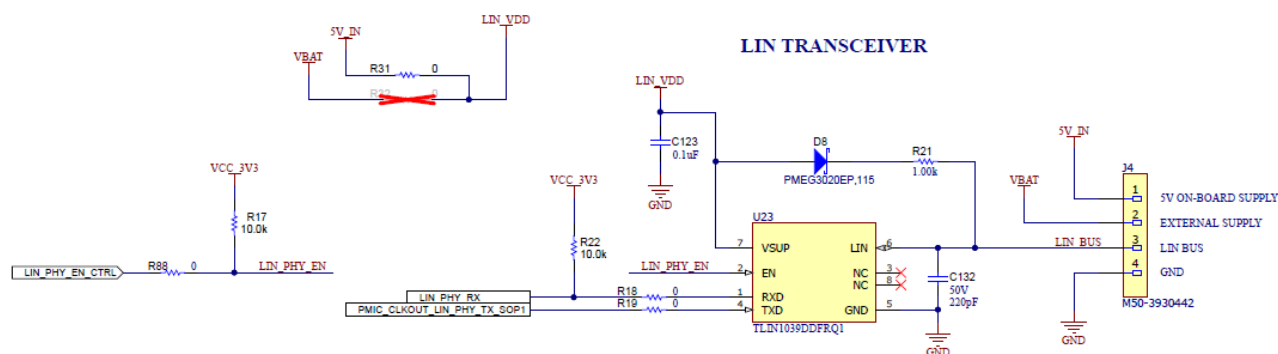 LIN_VDD
5V_IN
VBAT
R31 0
R32 0
LIN TRANSCEIVER
LIN_VDD
C123
0.1uF
GND
D8
PMEG3020EP,115
R21
1.00k
5V_IN
VBAT
J4
1 5V ON-BOARD SUPPLY
2 EXTERNAL SUPPLY
3 LIN BUS
4 GND
M50-3930442
GND
VCC_3V3
R17
10.0k
LIN_PHY_EN_CTRL R88 0 LIN_PHY_EN
VCC_3V3
R22
10.0k
U23
7 VSUP LIN 6 LIN_BUS
LIN_PHY_EN 2 EN NC 3
NC 8
LIN_PHY_RX R18 0 1 RXD
PMIC_CLKOUT_LIN_PHY_TX_SOP1 R19 0 4 TXD GND 5
TLIN1039DDFRQ1
C132
50V
220pF
GND